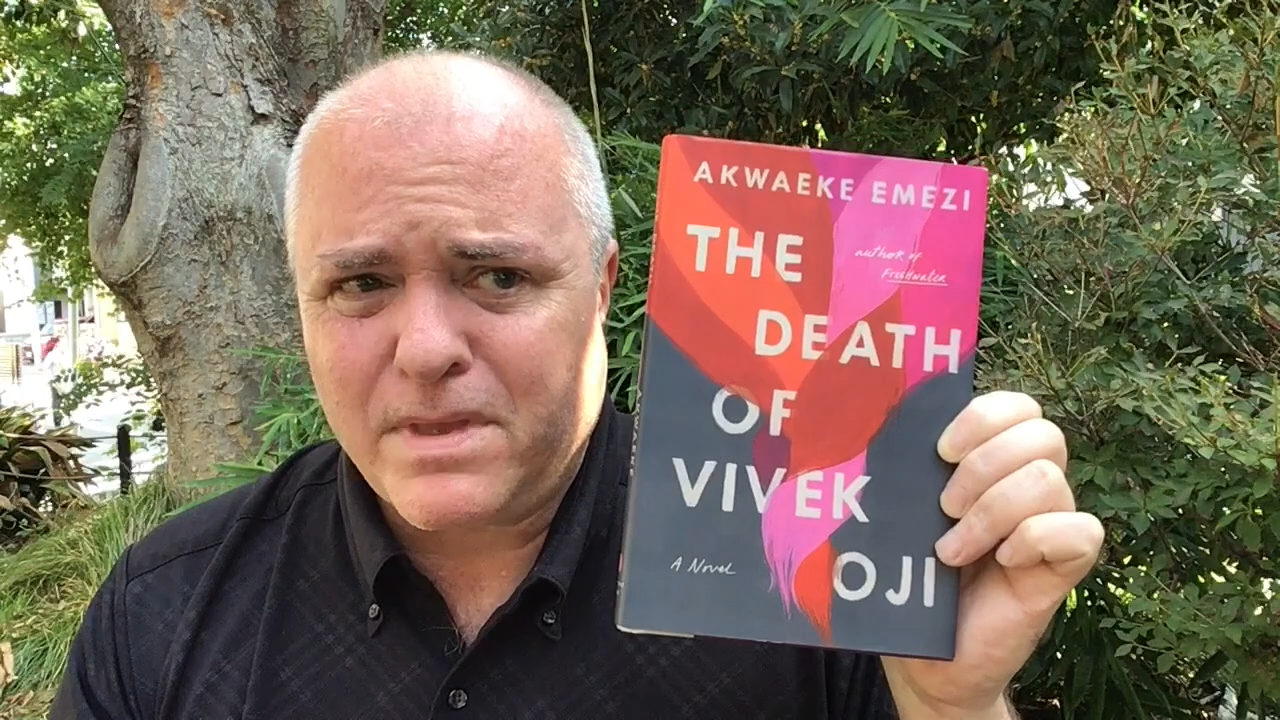 AKWAEKE EMEZI
THE
author of
Freshwater
DEATH
OF
VIVEK
A Novel
OJI